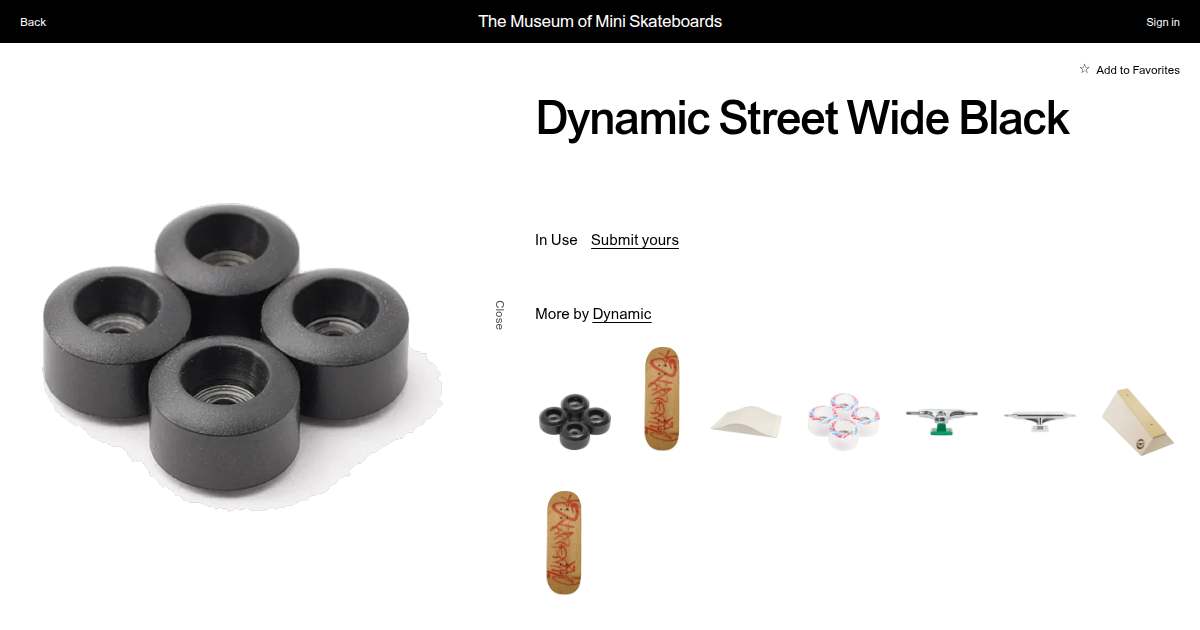 Back
The Museum of Mini Skateboards
Sign in
☆ Add to Favorites
Dynamic Street Wide Black
In Use Submit yours
Close
More by Dynamic